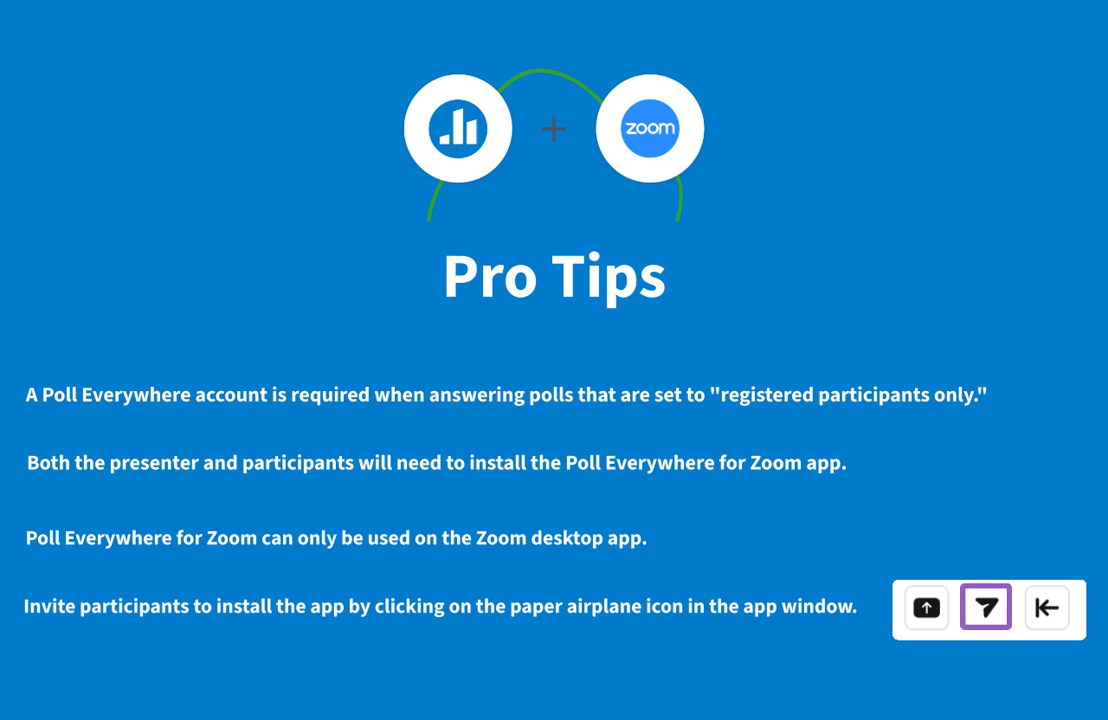 zoom
Pro Tips
A Poll Everywhere account is required when answering polls that are set to "registered participants only."
Both the presenter and participants will need to install the Poll Everywhere for Zoom app.
Poll Everywhere for Zoom can only be used on the Zoom desktop app.
Invite participants to install the app by clicking on the paper airplane icon in the app window.